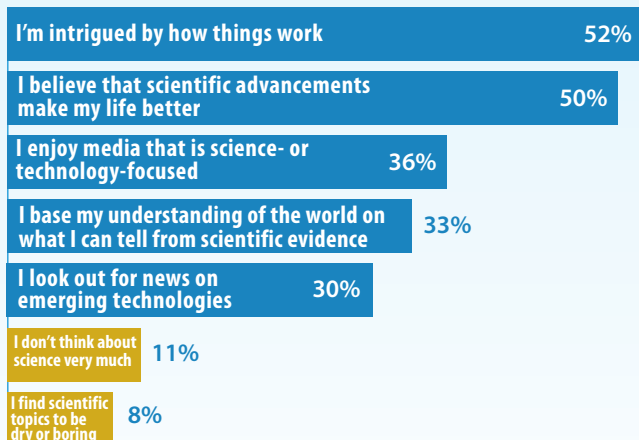 I’m intrigued by how things work 52%
I believe that scientific advancements
make my life better
50%
I enjoy media that is science- or
technology-focused
36%
I base my understanding of the world on
what I can tell from scientific evidence
33%
I look out for news on
emerging technologies
30%
I don’t think about
science very much
11%
I find scientific
topics to be
dry or boring
8%